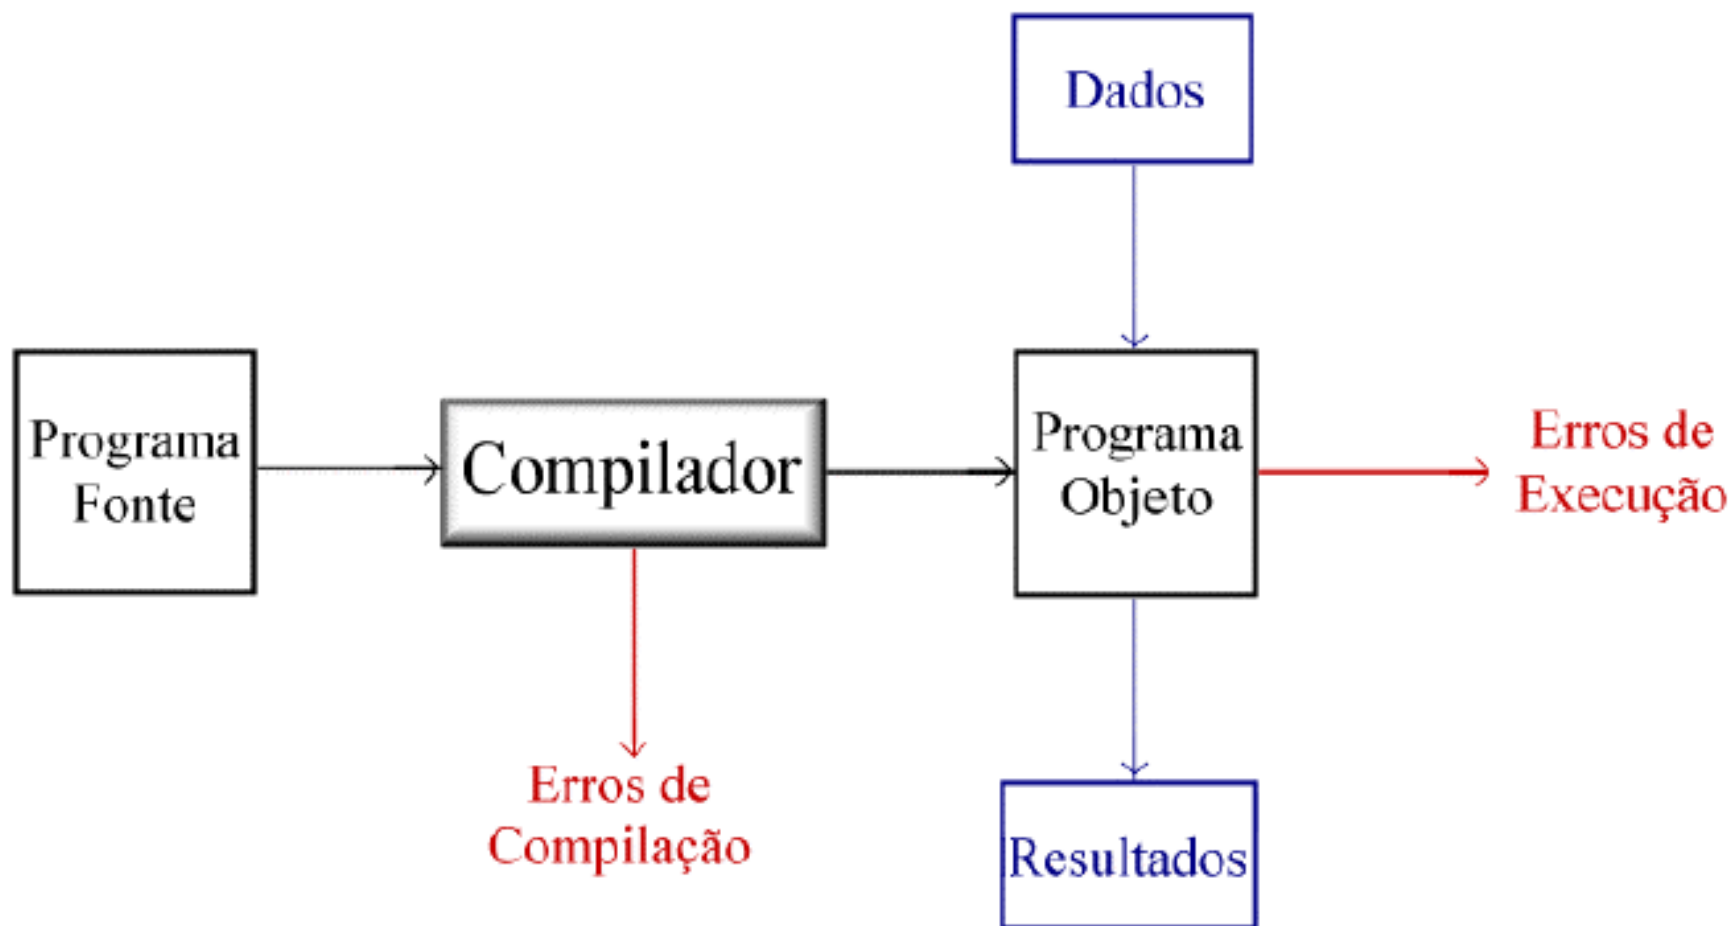 Dados
Programa
Fonte
Compilador
Programa
Objeto
Erros de
Execução
Erros de
Compilação
Resultados